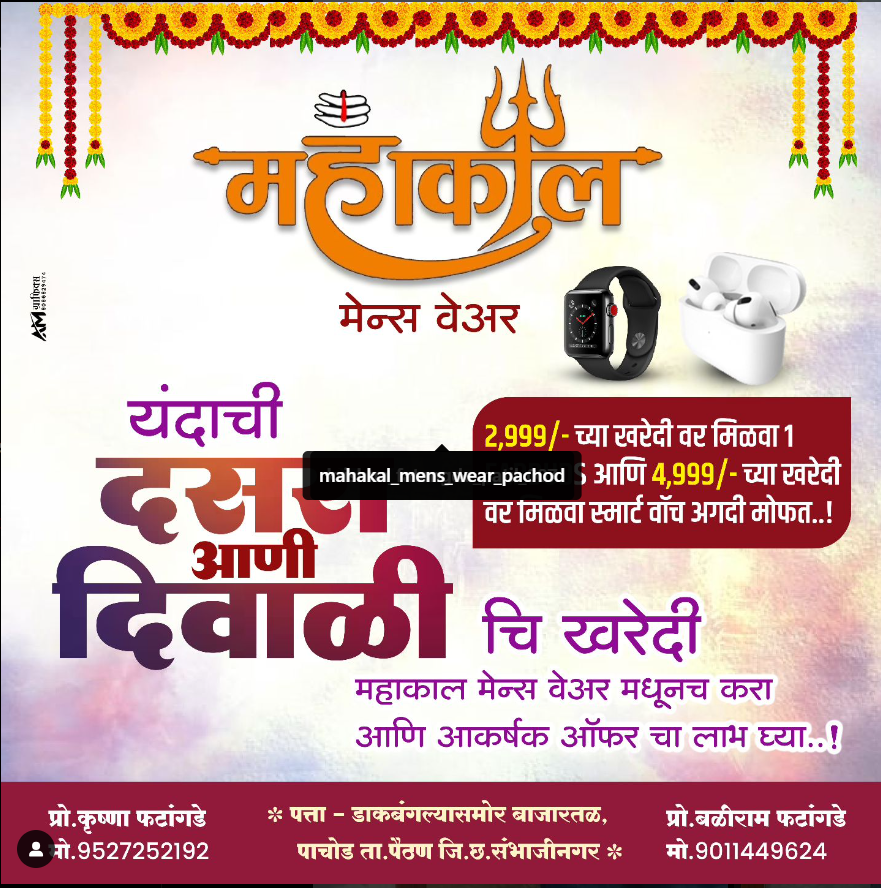 महाकाल
मेन्स वेअर
AM ग्राफिक्स
यंदाची
दसरा
आणी
दिवाळी
चि खरेदी
2,999/- च्या खरेदी वर मिळवा 1
S आणि 4,999/- च्या खरेदी
वर मिळवा स्मार्ट वॉच अगदी मोफत..!
mahakal_mens_wear_pachod
महाकाल मेन्स वेअर मधूनच करा
आणि आकर्षक ऑफर चा लाभ घ्या..!
प्रो.कृष्णा फटांगडे
मो.9527252192
* पत्ता - डाकबंगल्यासमोर बाजारतळ,
पाचोड ता.पैठण जि.छ.संभाजीनगर *
प्रो.बळीराम फटांगडे
मो.9011449624